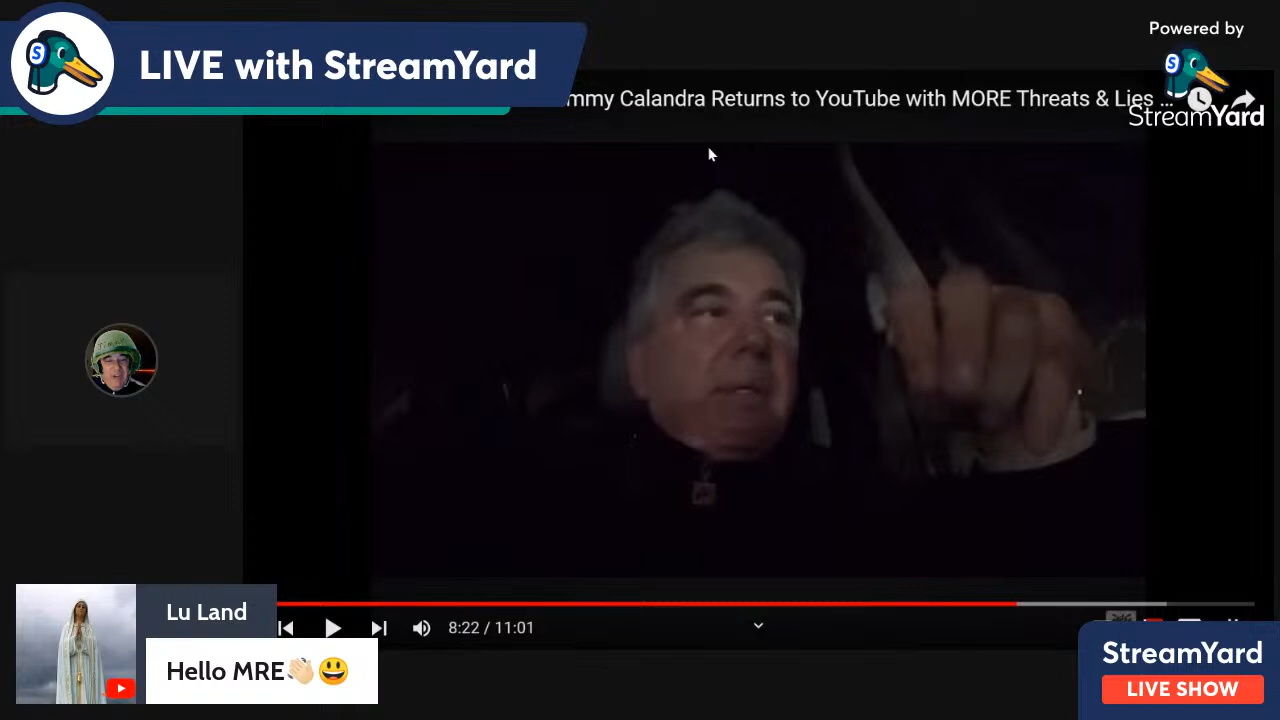 LIVE with StreamYard
Powered by
StreamYard
mmy Calandra Returns to YouTube with MORE Threats & Lies ...
S
S
Lu Land
Hello MRE👋🏻😃
8:22 / 11:01
StreamYard
LIVE SHOW